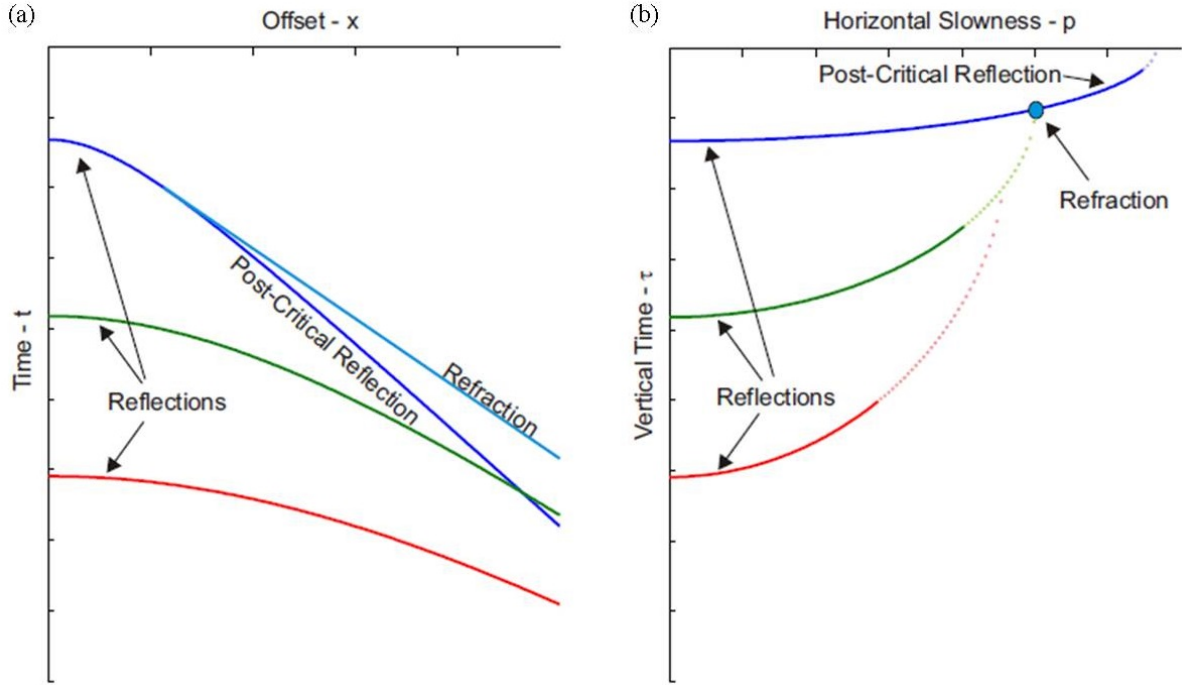 (a)
Offset - x
Time - t
Post-Critical Reflection
Refraction
Reflections
(b)
Horizontal Slowness - p
Post-Critical Reflection
Refraction
Vertical Time - τ
Reflections